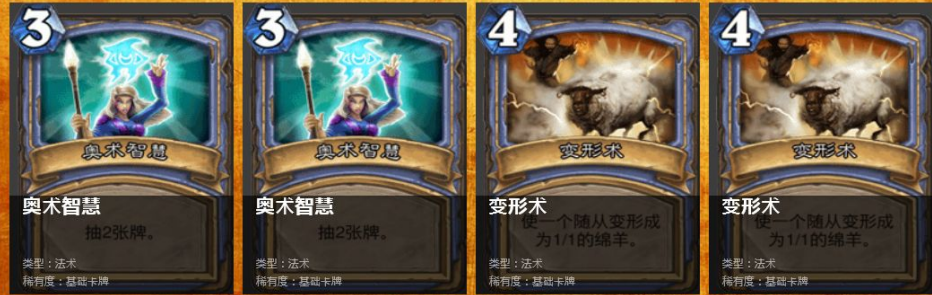 3
3
4
4
奥术智慧
奥术智慧
变形术
变形术
奥术智慧
抽2张牌。
类型：法术
稀有度：基础卡牌
奥术智慧
抽2张牌。
类型：法术
稀有度：基础卡牌
变形术
使一个随从变形成
为1/1的绵羊。
类型：法术
稀有度：基础卡牌
变形术
使一个随从变形成
为1/1的绵羊。
类型：法术
稀有度：基础卡牌